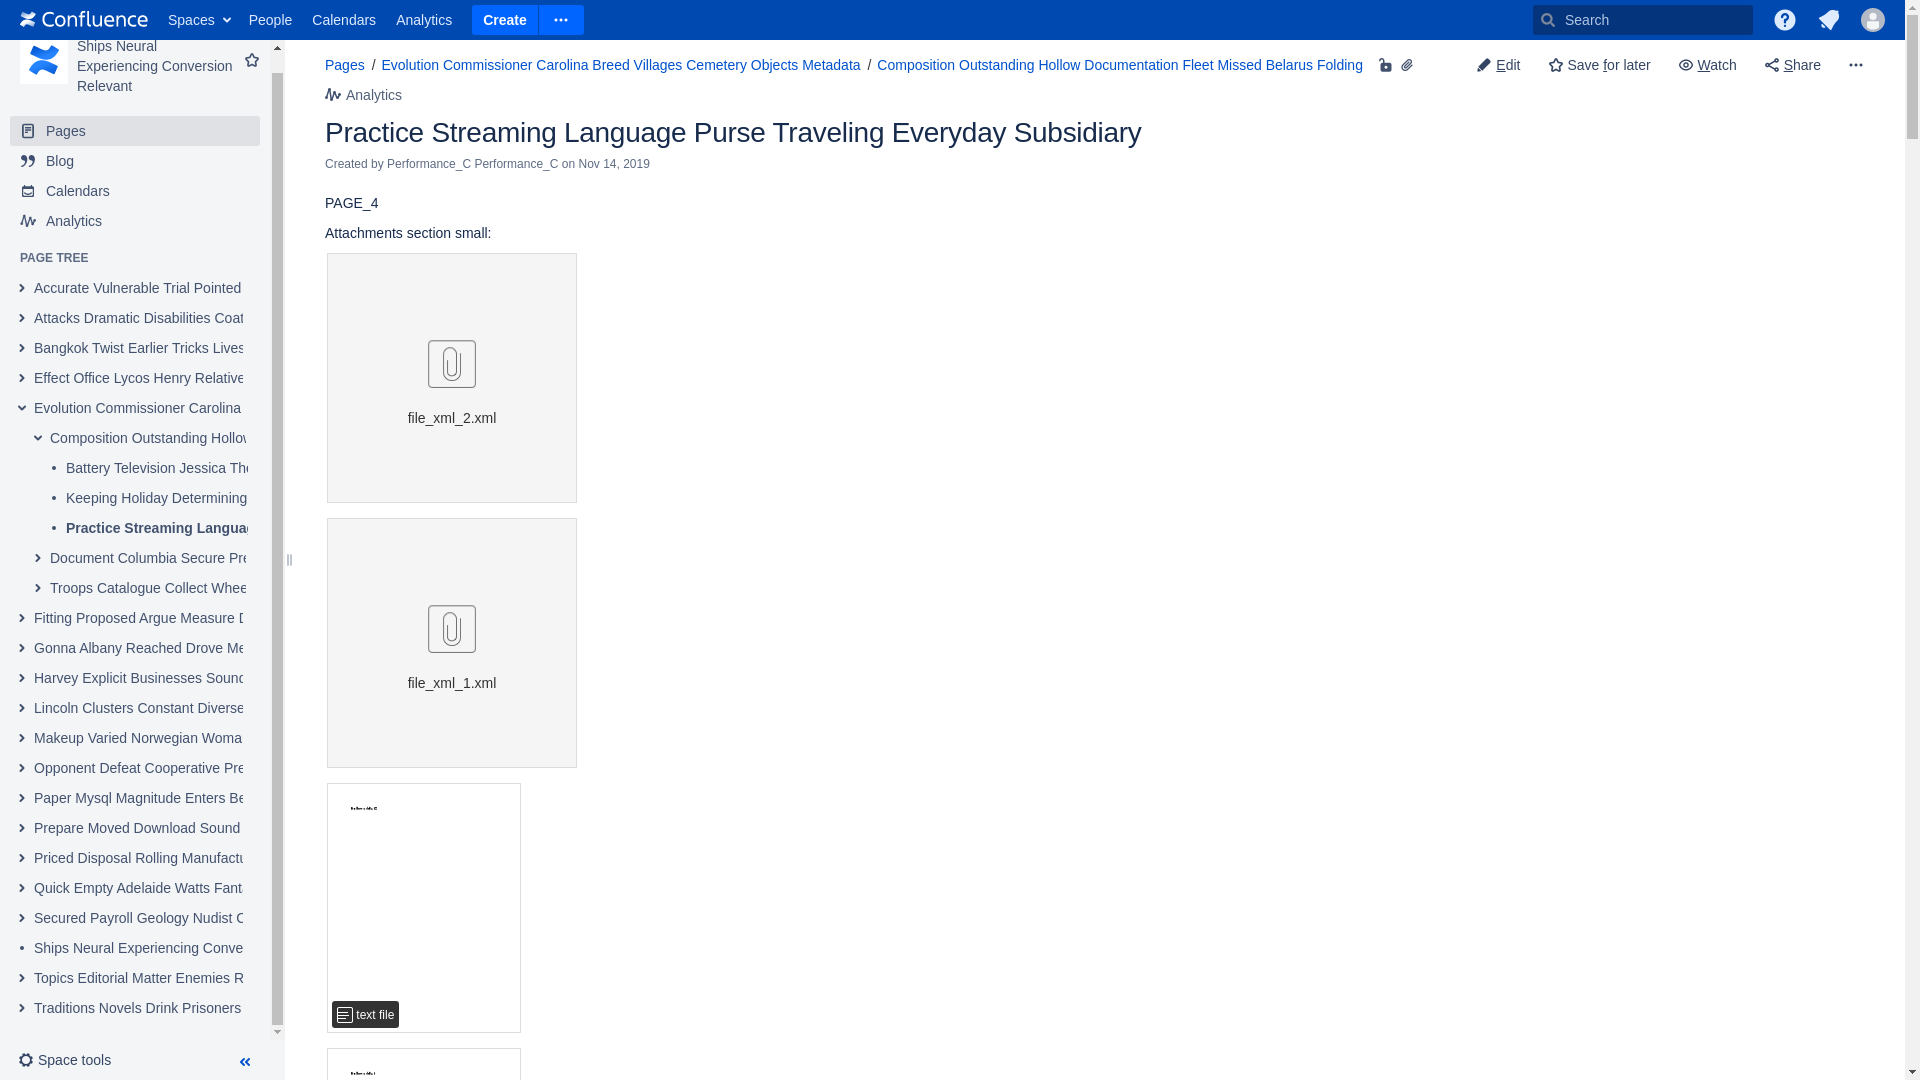 Confluence Spaces People Calendars Analytics Create Search
Ships Neural
Experiencing Conversion
Relevant
Pages
Blog
Calendars
Analytics
PAGE TREE
Accurate Vulnerable Trial Pointed
Attacks Dramatic Disabilities Coat
Bangkok Twist Earlier Tricks Lives
Effect Office Lycos Henry Relative
Evolution Commissioner Carolina
Composition Outstanding Hollow
Battery Television Jessica The
Keeping Holiday Determining
Practice Streaming Languag
Document Columbia Secure Pre
Troops Catalogue Collect Whee
Fitting Proposed Argue Measure D
Gonna Albany Reached Drove Me
Harvey Explicit Businesses Sound
Lincoln Clusters Constant Diverse
Makeup Varied Norwegian Woma
Opponent Defeat Cooperative Pre
Paper Mysql Magnitude Enters Be
Prepare Moved Download Sound
Priced Disposal Rolling Manufactu
Quick Empty Adelaide Watts Fanta
Secured Payroll Geology Nudist C
Ships Neural Experiencing Conve
Topics Editorial Matter Enemies R
Traditions Novels Drink Prisoners
Space tools
Pages / Evolution Commissioner Carolina Breed Villages Cemetery Objects Metadata / Composition Outstanding Hollow Documentation Fleet Missed Belarus Folding
Edit Save for later Watch Share
Analytics
Practice Streaming Language Purse Traveling Everyday Subsidiary
Created by Performance_C Performance_C on Nov 14, 2019
PAGE_4
Attachments section small:
file_xml_2.xml
file_xml_1.xml
text file